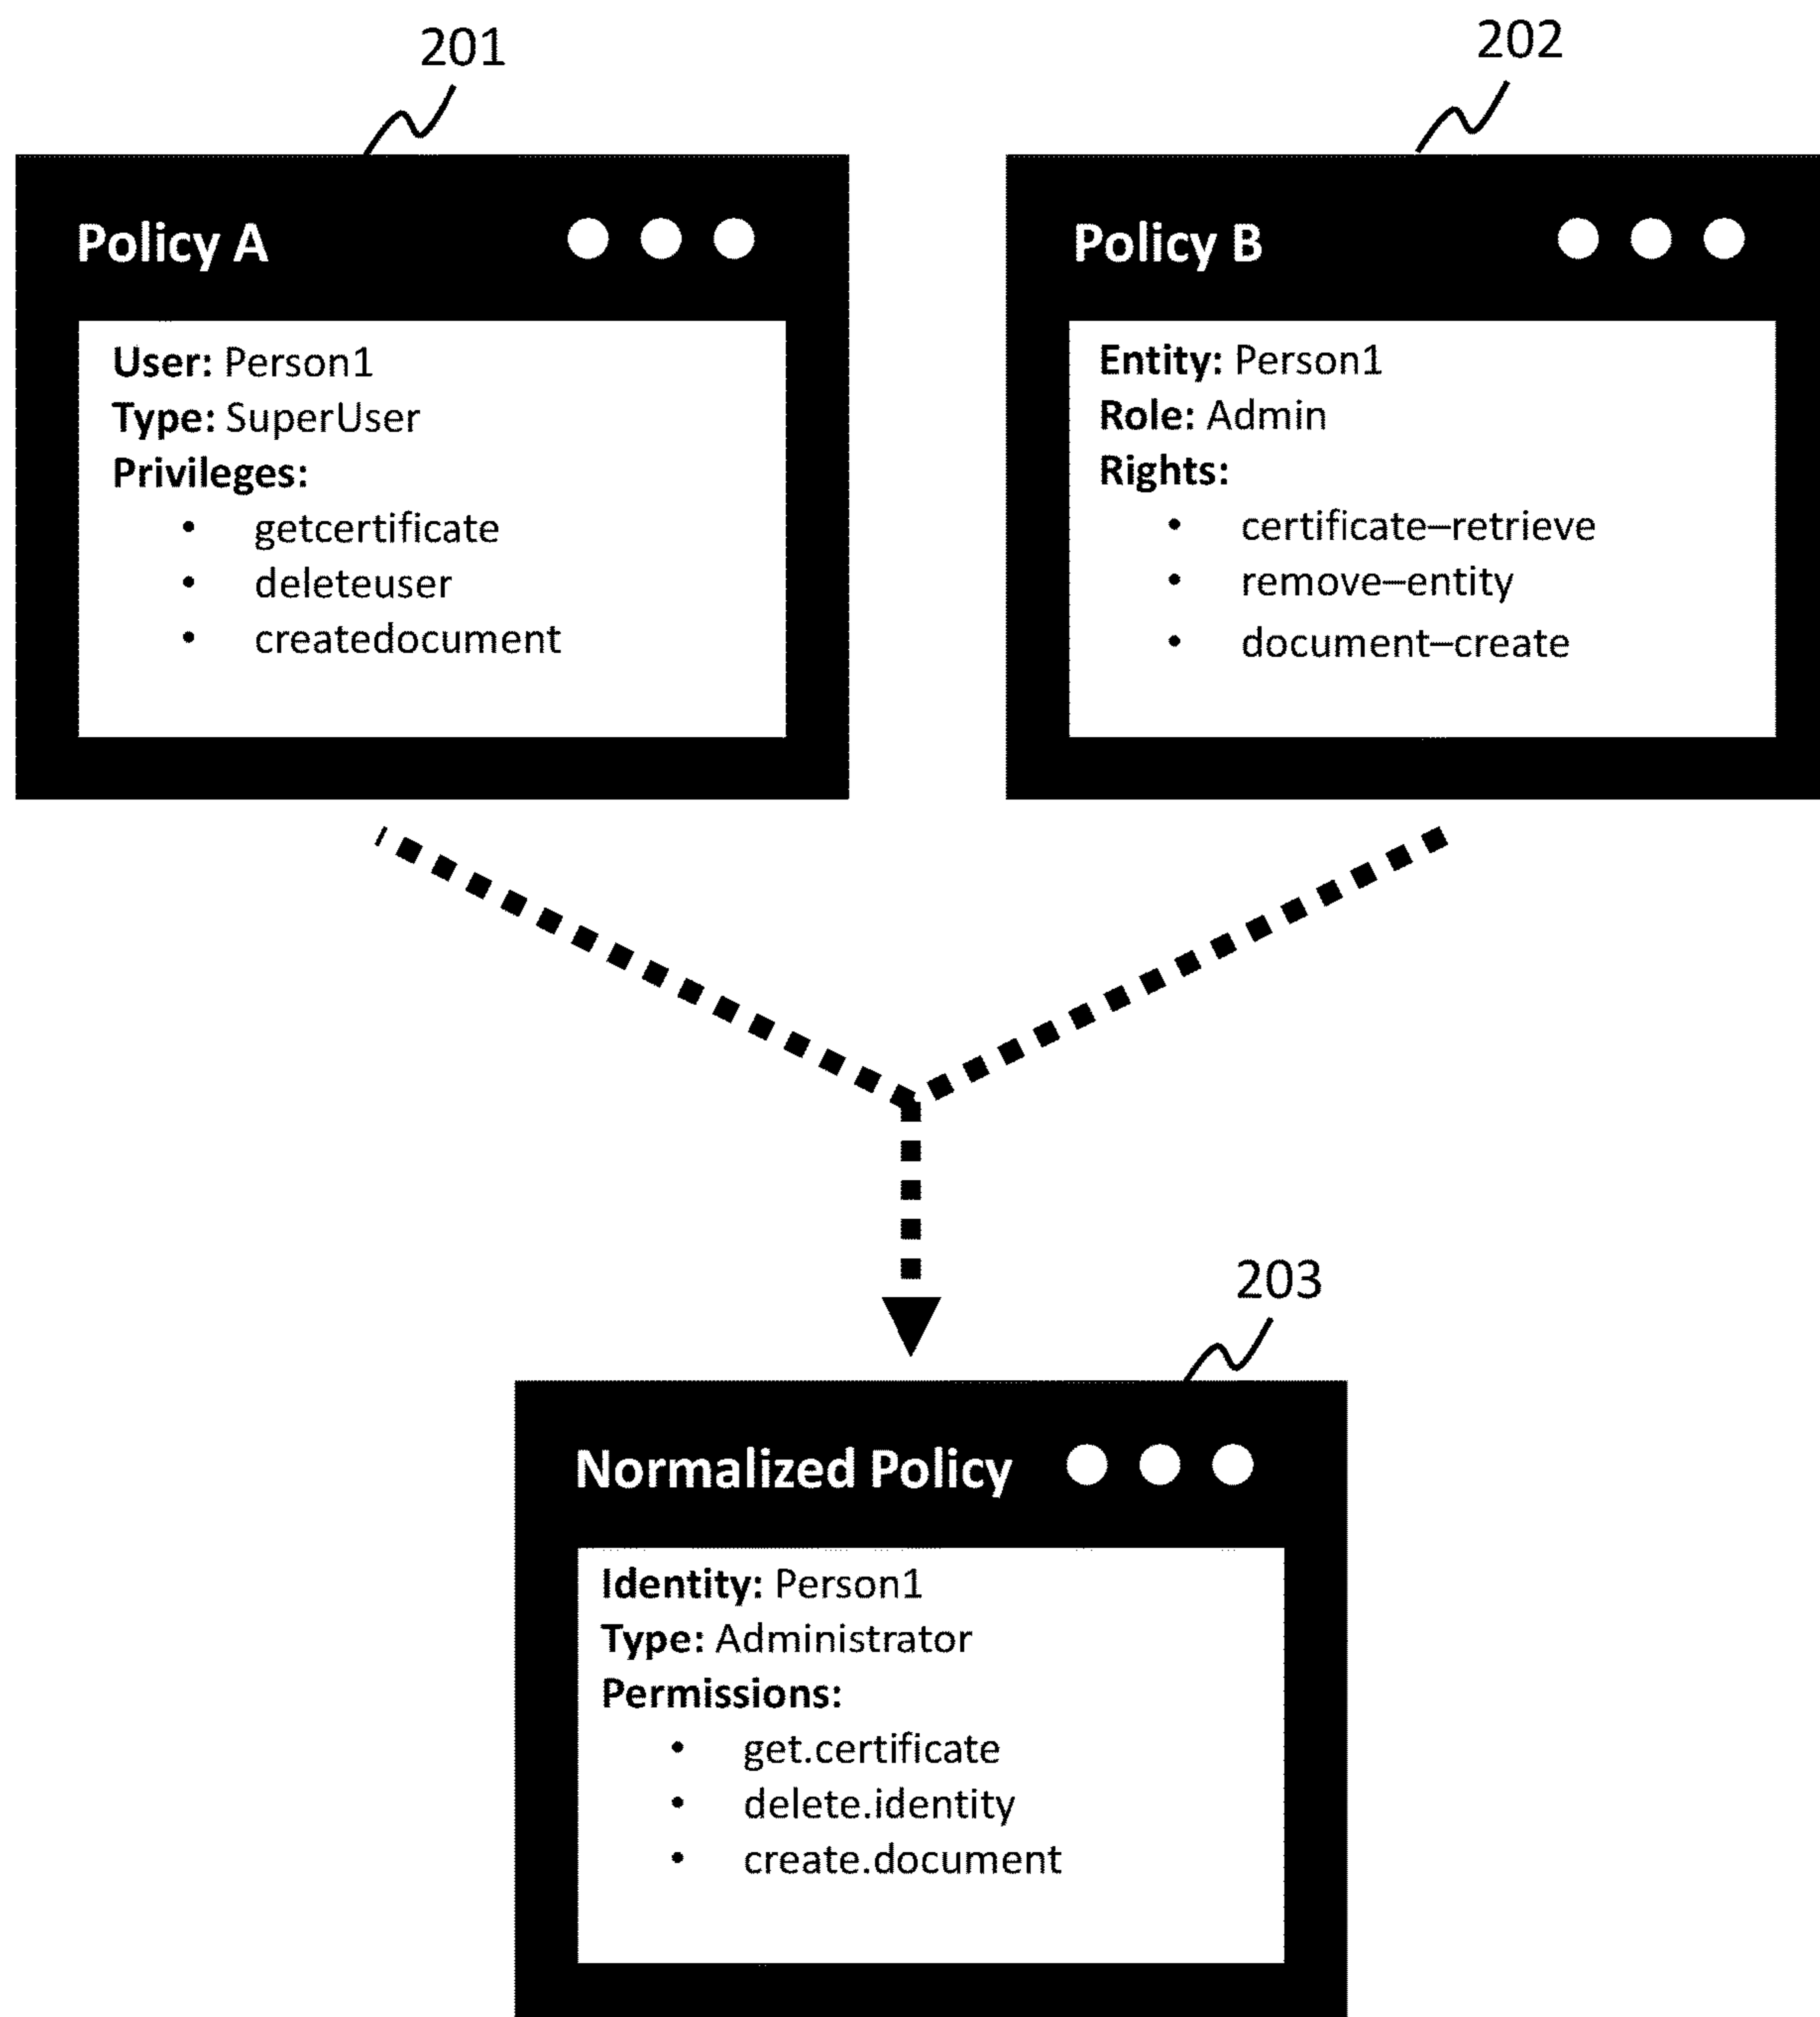 201
202
Policy A
Policy B
User: Person1
Type: SuperUser
Privileges:
• getcertificate
• deleteuser
• createdocument
Entity: Person1
Role: Admin
Rights:
• certificate–retrieve
• remove–entity
• document–create
203
Normalized Policy
Identity: Person1
Type: Administrator
Permissions:
• get.certificate
• delete.identity
• create.document